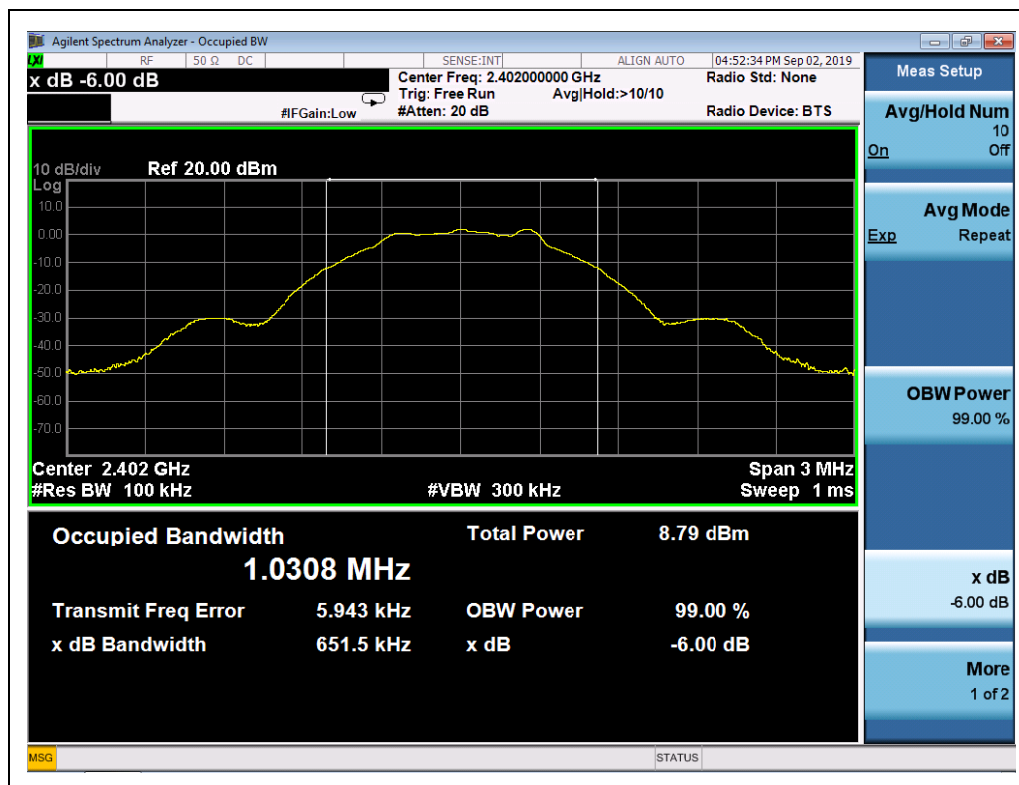 Agilent Spectrum Analyzer - Occupied BW
LXI RF 50 Ω DC SENSE:INT ALIGN AUTO 04:52:34 PM Sep 02, 2019
x dB -6.00 dB
Center Freq: 2.402000000 GHz Radio Std: None
Trig: Free Run Avg|Hold:>10/10
#IFGain:Low #Atten: 20 dB Radio Device: BTS
10 dB/div Ref 20.00 dBm
Log
10.0
0.00
-10.0
-20.0
-30.0
-40.0
-50.0
-60.0
-70.0
Center 2.402 GHz Span 3 MHz
#Res BW 100 kHz #VBW 300 kHz Sweep 1 ms
Occupied Bandwidth Total Power 8.79 dBm
1.0308 MHz
Transmit Freq Error 5.943 kHz OBW Power 99.00 %
x dB Bandwidth 651.5 kHz x dB -6.00 dB
Meas Setup
Avg/Hold Num
10
On Off
Avg Mode
Exp Repeat
OBW Power
99.00 %
x dB
-6.00 dB
More
1 of 2
MSG STATUS